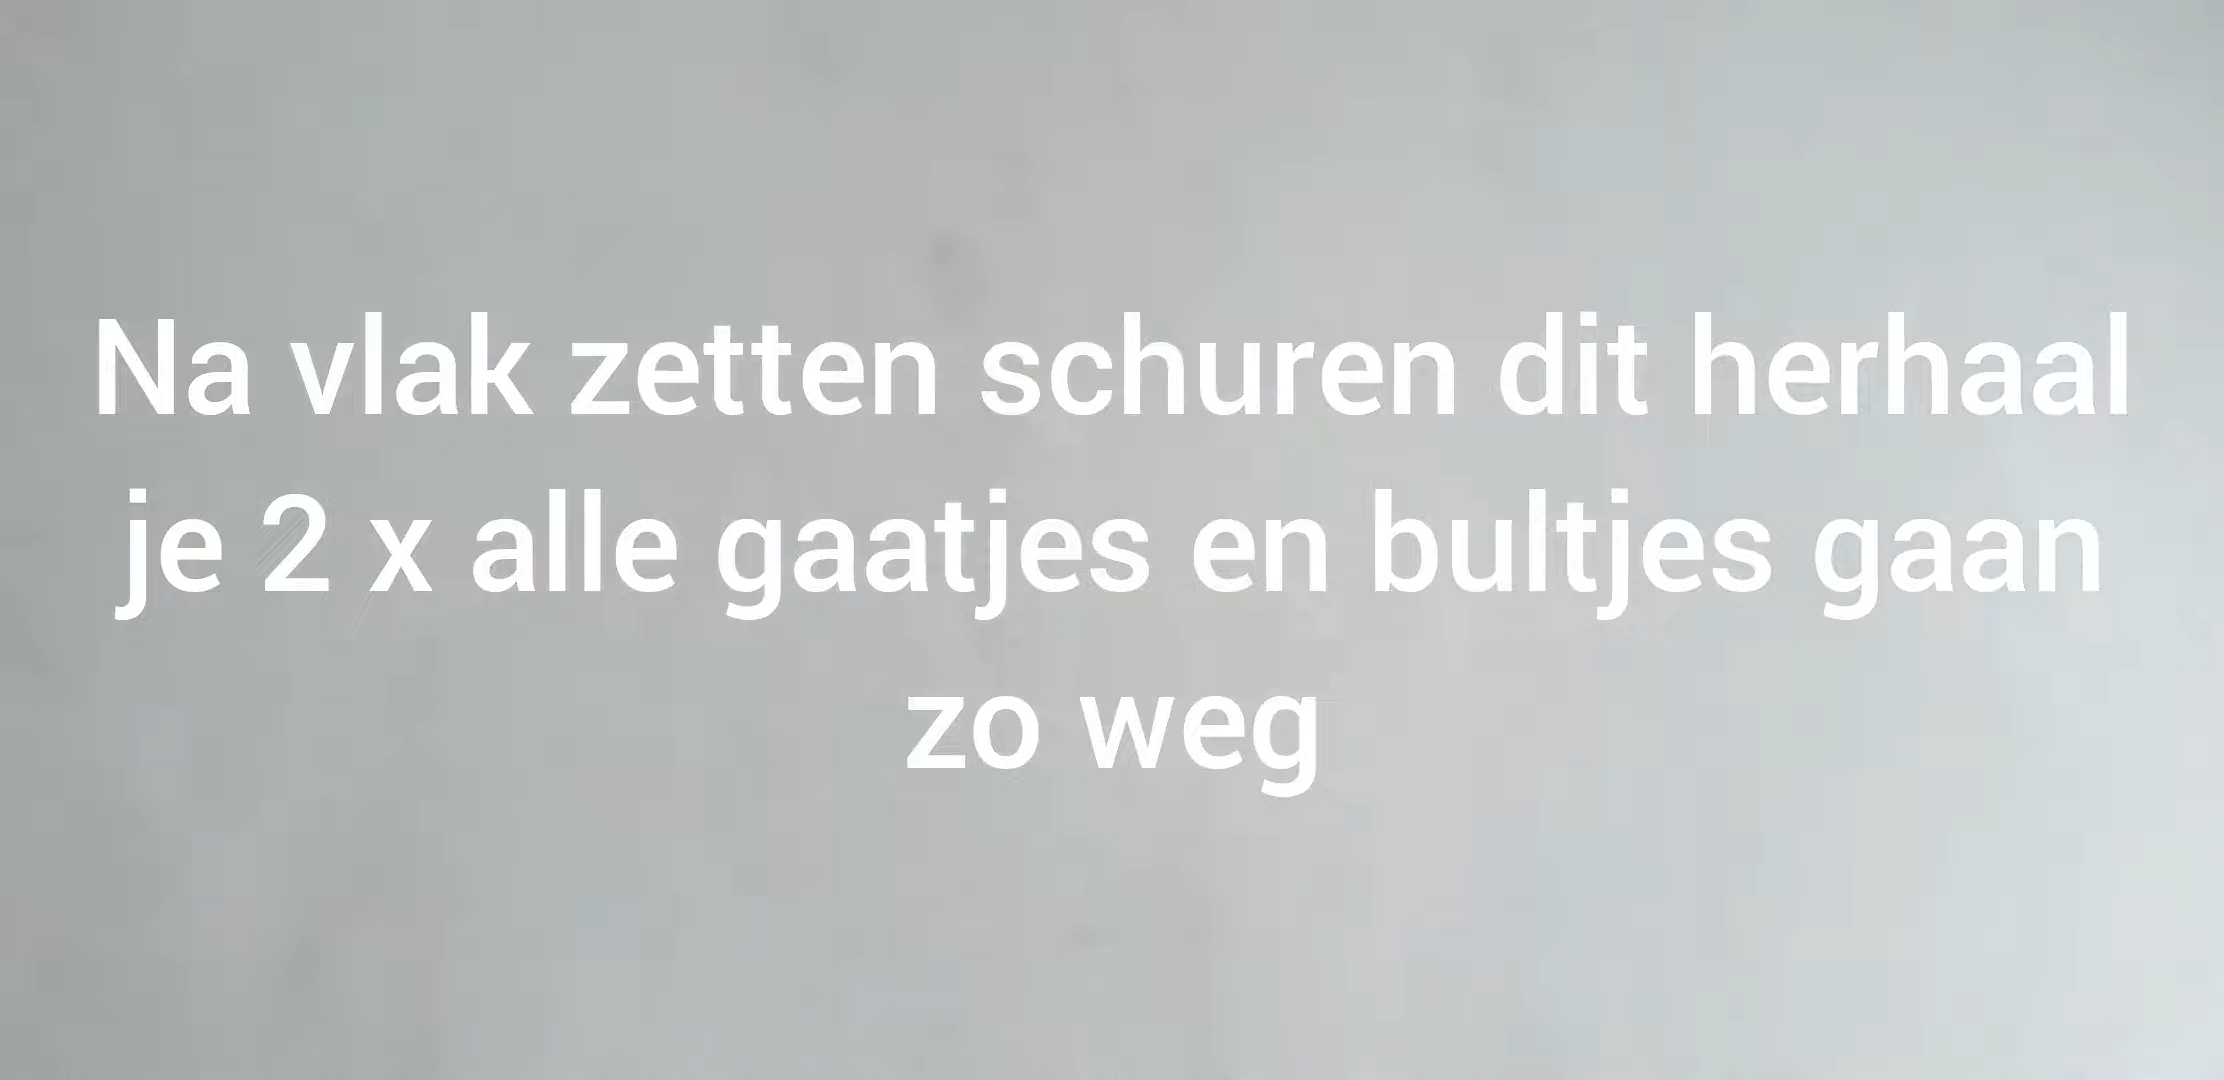 Na vlak zetten schuren dit herhaal
je 2 x alle gaatjes en bultjes gaan
zo weg